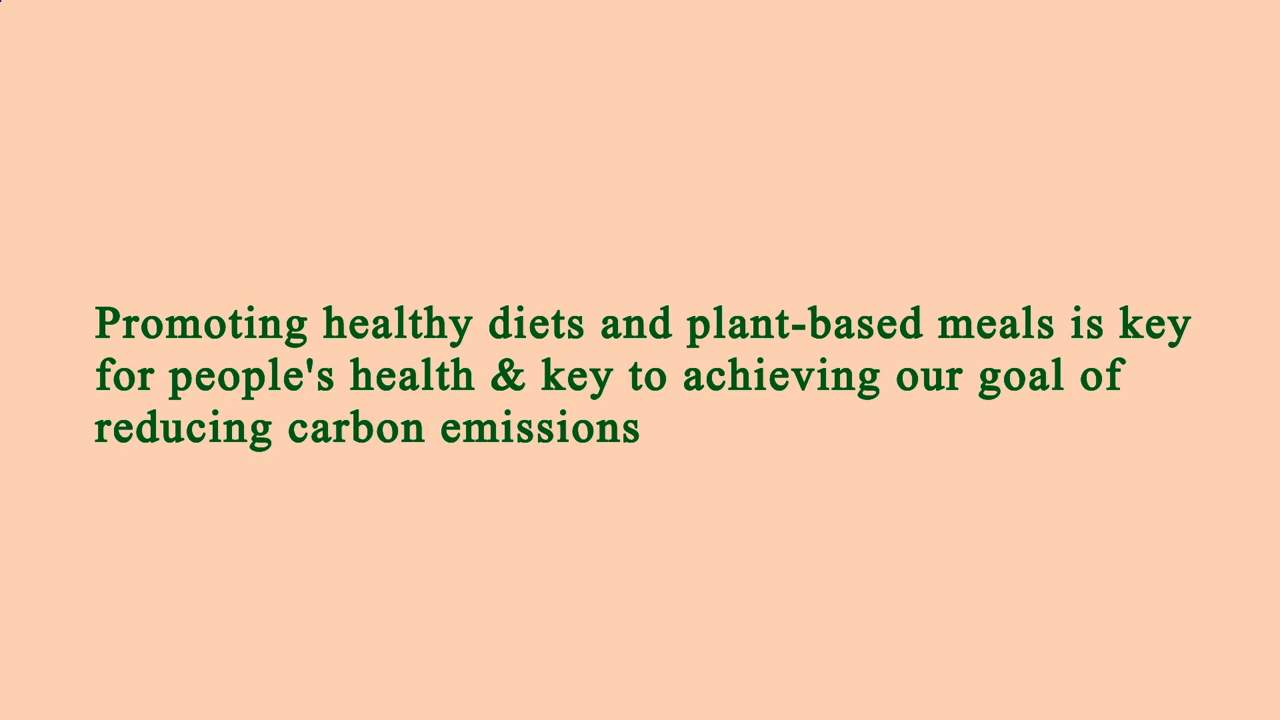 Promoting healthy diets and plant-based meals is key
for people's health & key to achieving our goal of
reducing carbon emissions